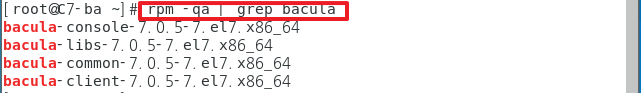 [root@C7-ba ~]# rpm -qa | grep bacula
bacula-console-7.0.5-7.el7.x86_64
bacula-libs-7.0.5-7.el7.x86_64
bacula-common-7.0.5-7.el7.x86_64
bacula-client-7.0.5-7.el7.x86_64